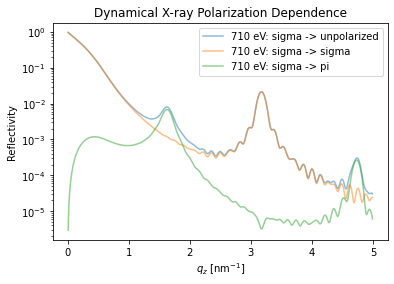 Dynamical X-ray Polarization Dependence
710 eV: sigma -> unpolarized
710 eV: sigma -> sigma
710 eV: sigma -> pi
Reflectivity
10⁰
10⁻¹
10⁻²
10⁻³
10⁻⁴
10⁻⁵
0
1
2
3
4
5
q_z [nm⁻¹]